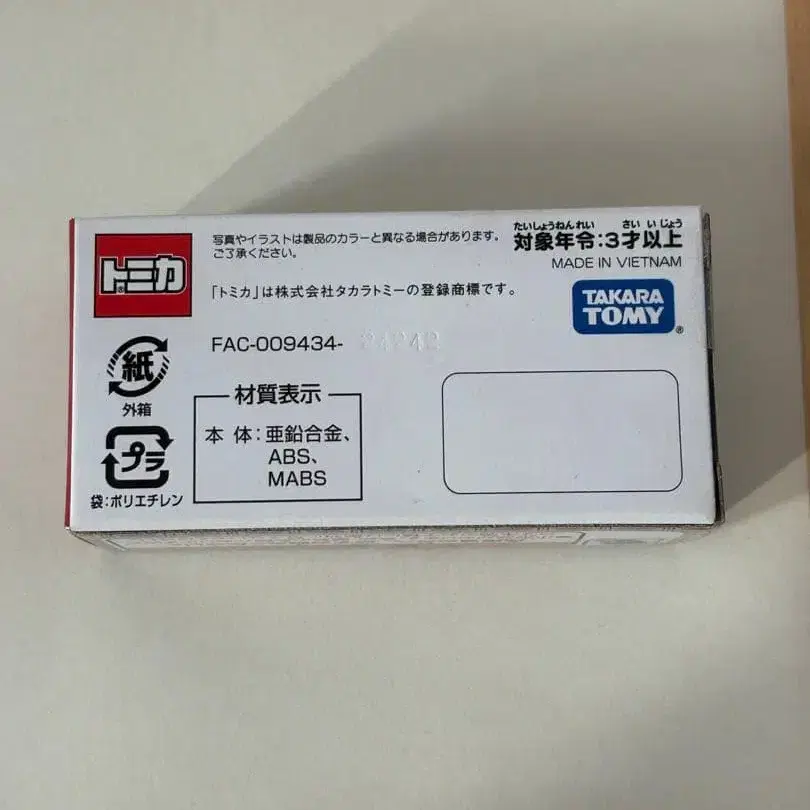 トミカ®
写真やイラストは製品のカラーと異なる場合があります。
ご了承ください。
たいしょうねんれい さい いじょう
対象年令:3才以上
MADE IN VIETNAM
「トミカ」は株式会社タカラトミーの登録商標です。
TAKARA
TOMY®
FAC-009434-
紙
外箱
プラ
袋:ポリエチレン
材質表示
本 体:亜鉛合金、
ABS、
MABS